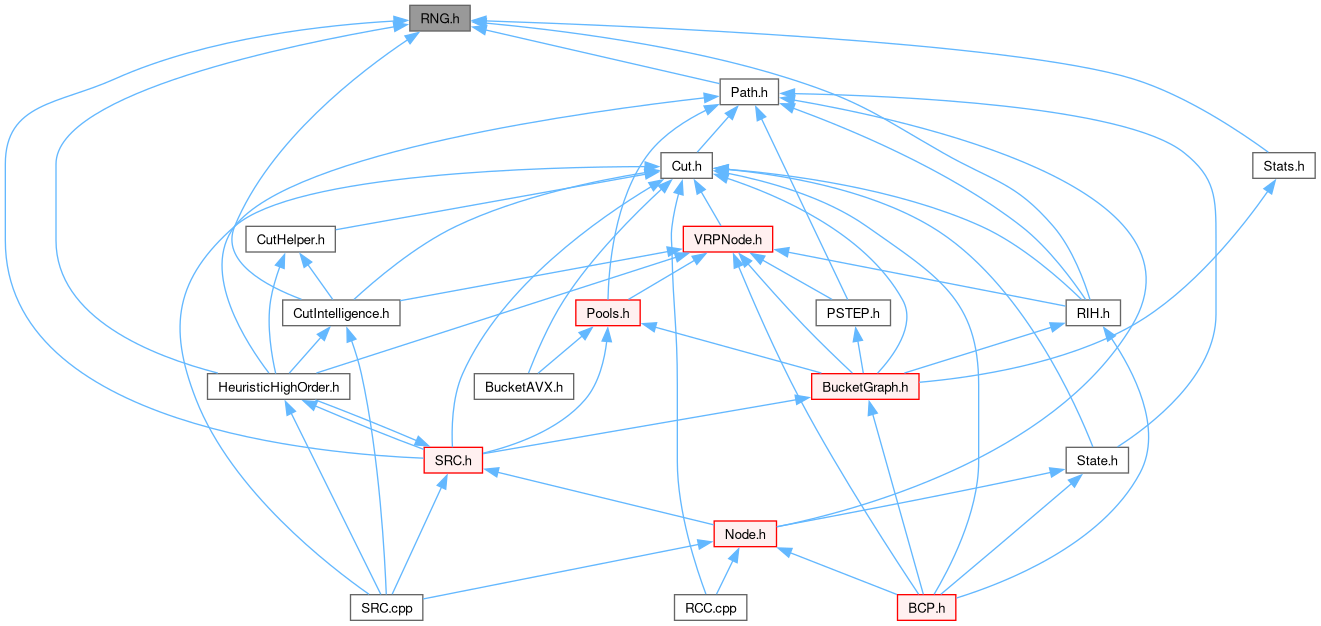 RNG.h
Path.h
Cut.h
Stats.h
CutHelper.h
VRPNode.h
CutIntelligence.h
Pools.h
PSTEP.h
RIH.h
HeuristicHighOrder.h
BucketAVX.h
BucketGraph.h
SRC.h
State.h
Node.h
SRC.cpp
RCC.cpp
BCP.h